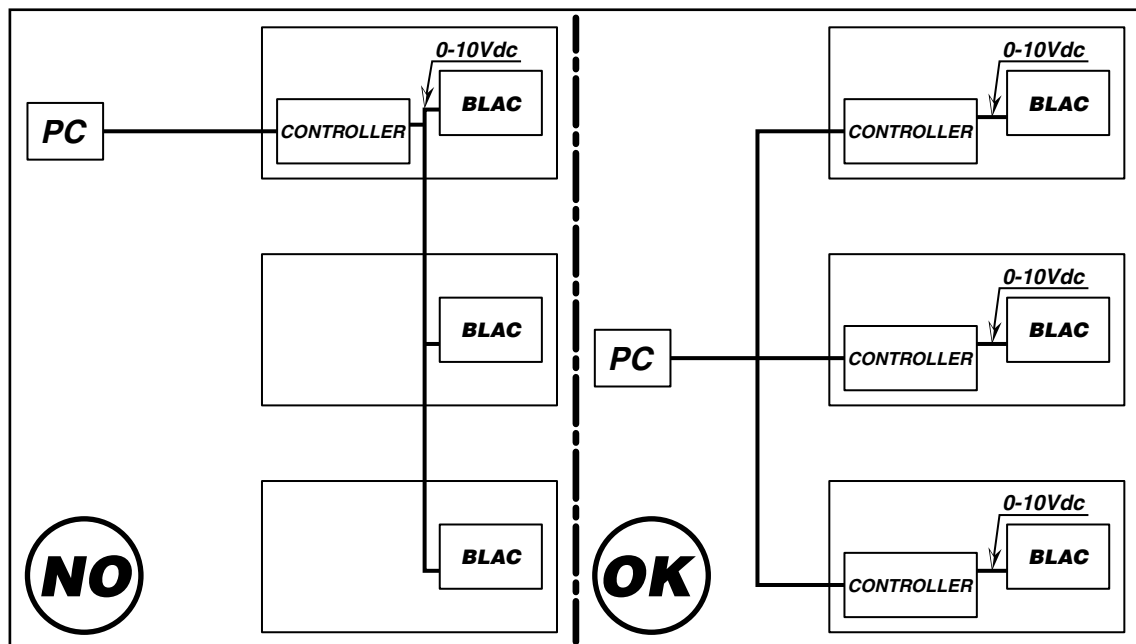 0-10Vdc
BLAC
PC
CONTROLLER
BLAC
BLAC
NO
0-10Vdc
BLAC
CONTROLLER
0-10Vdc
BLAC
PC
CONTROLLER
0-10Vdc
BLAC
CONTROLLER
OK